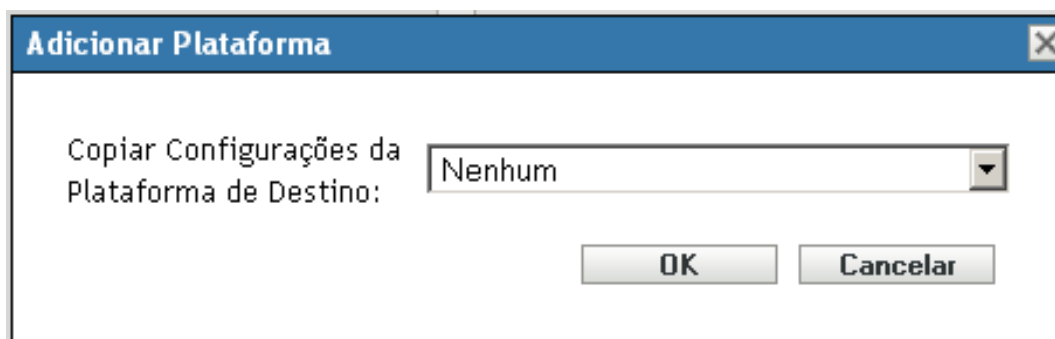 Adicionar Plataforma
Copiar Configurações da
Plataforma de Destino:
Nenhum
OK
Cancelar